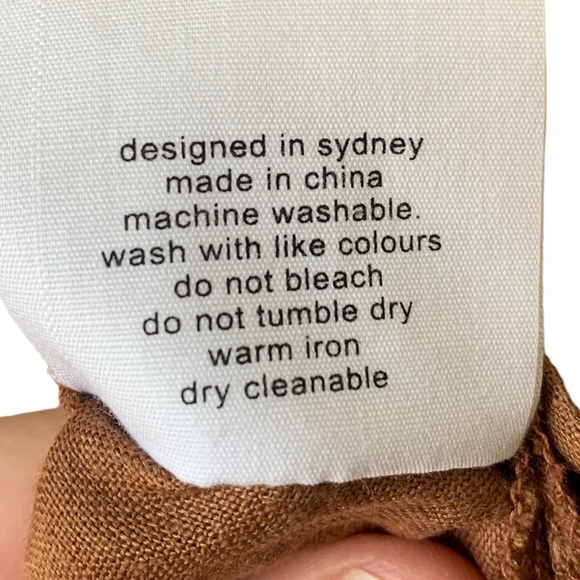 designed in sydney
made in china
machine washable.
wash with like colours
do not bleach
do not tumble dry
warm iron
dry cleanable